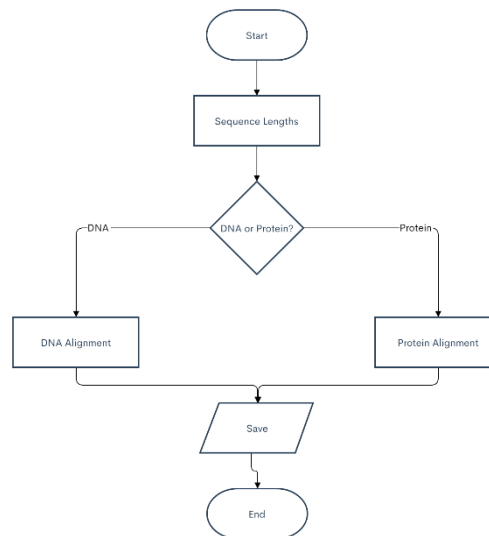 Start
Sequence Lengths
DNA or Protein?
DNA
Protein
DNA Alignment
Protein Alignment
Save
End